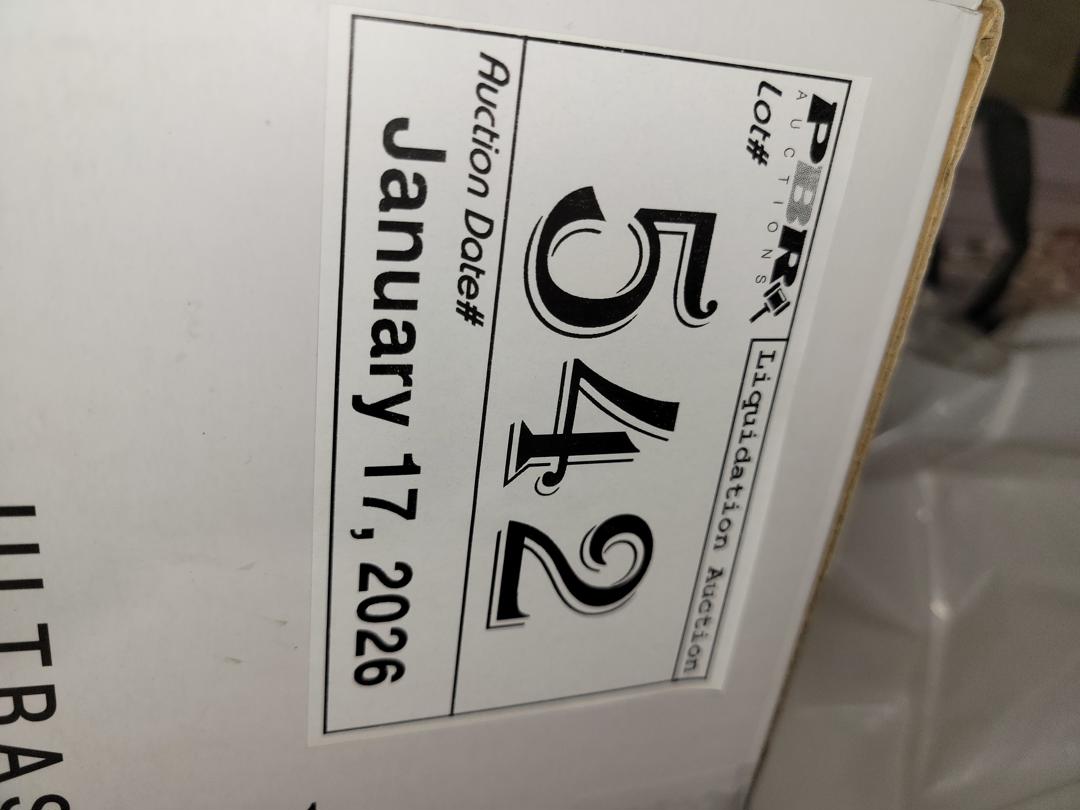 PBR
AUCTIONS
Liquidation Auction
Lot#
542
Auction Date#
January 17, 2026